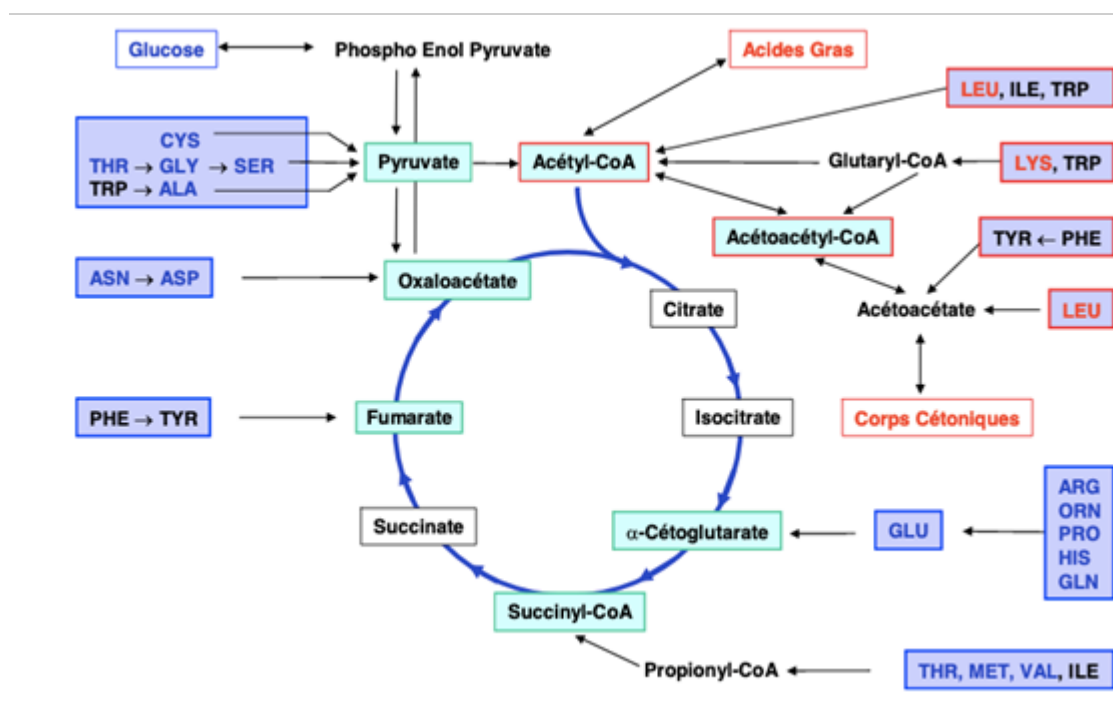 Glucose
Phospho Enol Pyruvate
Acides Gras
LEU, ILE, TRP
CYS
THR → GLY → SER
TRP → ALA
Pyruvate
Acétyl-CoA
Glutaryl-CoA
LYS, TRP
Acétoacétyl-CoA
TYR ← PHE
ASN → ASP
Oxaloacétate
Citrate
Acétoacétate
LEU
PHE → TYR
Fumarate
Isocitrate
Corps Cétoniques
Succinate
α-Cétoglutarate
GLU
ARG
ORN
PRO
HIS
GLN
Succinyl-CoA
Propionyl-CoA
THR, MET, VAL, ILE